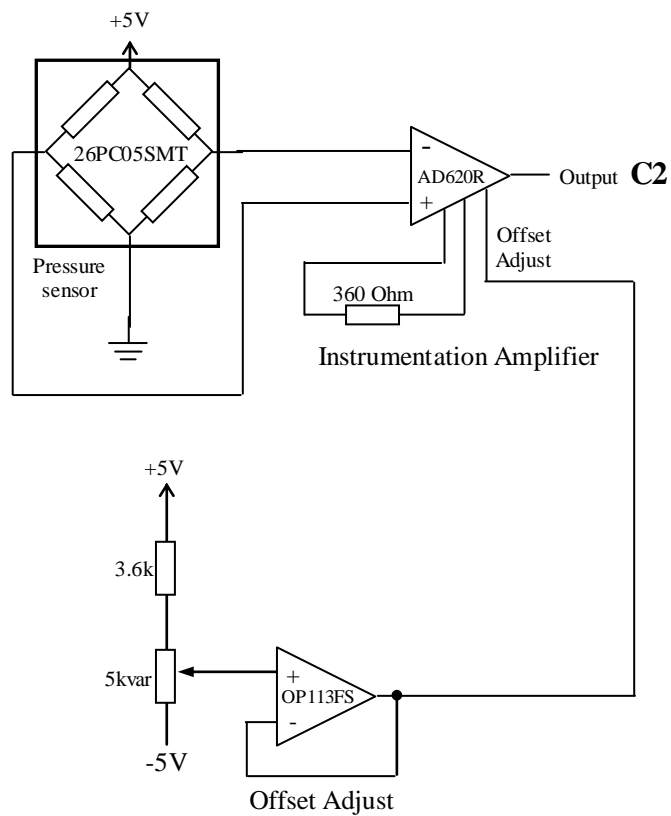 +5V
26PC05SMT
-
AD620R
+
Output C2
Offset
Adjust
Pressure
sensor
360 Ohm
Instrumentation Amplifier
+5V
3.6k
5kvar
+
OP113FS
-
-5V
Offset Adjust